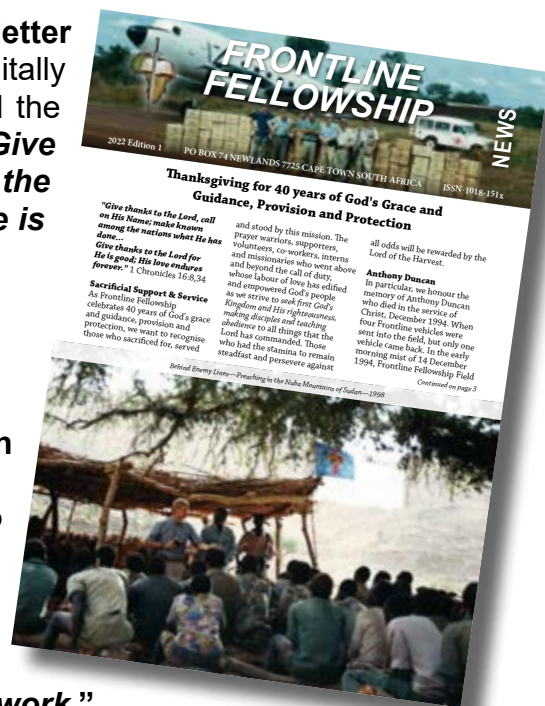 etter
itally
the
Give
the
e is
n
work."
FRONTLINE
FELLOWSHIP
NEWS
2022 Edition 1
PO BOX 74 NEWLANDS 7725 CAPE TOWN SOUTH AFRICA
ISSN-1018-151x
Thanksgiving for 40 years of God's Grace and
Guidance, Provision and Protection
"Give thanks to the Lord, call
on His Name; make known
among the nations what He has
done...
Give thanks to the Lord for
He is good; His love endures
forever." 1 Chronicles 16:8,34
Sacrificial Support & Service
As Frontline Fellowship
celebrates 40 years of God's grace
and guidance, provision and
protection, we want to recognise
those who sacrificed for, served
and stood by this mission. The
prayer warriors, supporters,
volunteers, co-workers, interns
and missionaries who went above
and beyond the call of duty,
whose labour of love has edified
and empowered God's people
as we strive to seek first God's
Kingdom and His righteousness,
making disciples and teaching
obedience to all things that the
Lord has commanded. Those
who had the stamina to remain
steadfast and persevere against
all odds will be rewarded by the
Lord of the Harvest.
Anthony Duncan
In particular, we honour the
memory of Anthony Duncan
who died in the service of
Christ, December 1994. When
four Frontline vehicles were
sent into the field, but only one
vehicle came back. In the early
morning mist of 14 December
1994, Frontline Fellowship Field
Continued on page 3
Behind Enemy Lines—Preaching in the Nuba Mountains of Sudan—1998